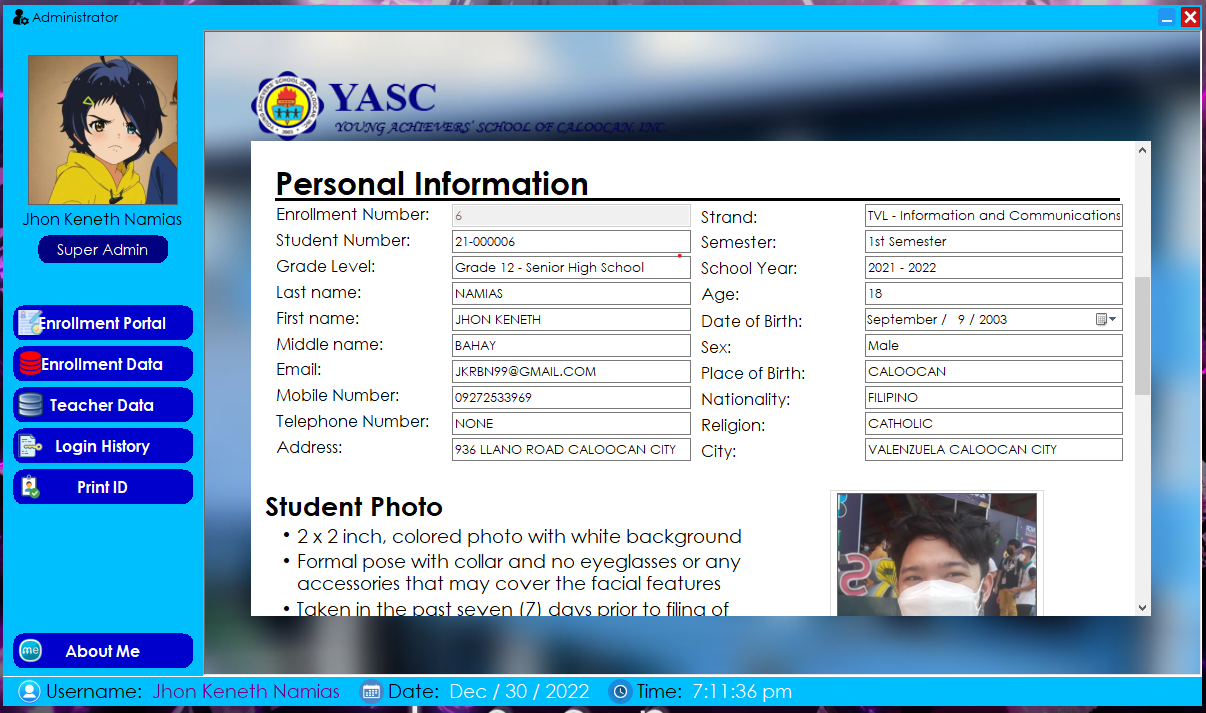 Administrator
YASC
YOUNG ACHIEVERS' SCHOOL OF CALOOCAN, INC.
Jhon Keneth Namias
Super Admin
Enrollment Portal
Enrollment Data
Teacher Data
Login History
Print ID
About Me
Personal Information
Enrollment Number: 6
Student Number: 21-000006
Grade Level: Grade 12 - Senior High School
Last name: NAMIAS
First name: JHON KENETH
Middle name: BAHAY
Email: JKRBN99@GMAIL.COM
Mobile Number: 09272533969
Telephone Number: NONE
Address: 936 LLANO ROAD CALOOCAN CITY
Strand: TVL - Information and Communications
Semester: 1st Semester
School Year: 2021 - 2022
Age: 18
Date of Birth: September / 9 / 2003
Sex: Male
Place of Birth: CALOOCAN
Nationality: FILIPINO
Religion: CATHOLIC
City: VALENZUELA CALOOCAN CITY
Student Photo
• 2 x 2 inch, colored photo with white background
• Formal pose with collar and no eyeglasses or any
accessories that may cover the facial features
• Taken in the past seven (7) days prior to filing of
me
Username: Jhon Keneth Namias Date: Dec / 30 / 2022 Time: 7:11:36 pm